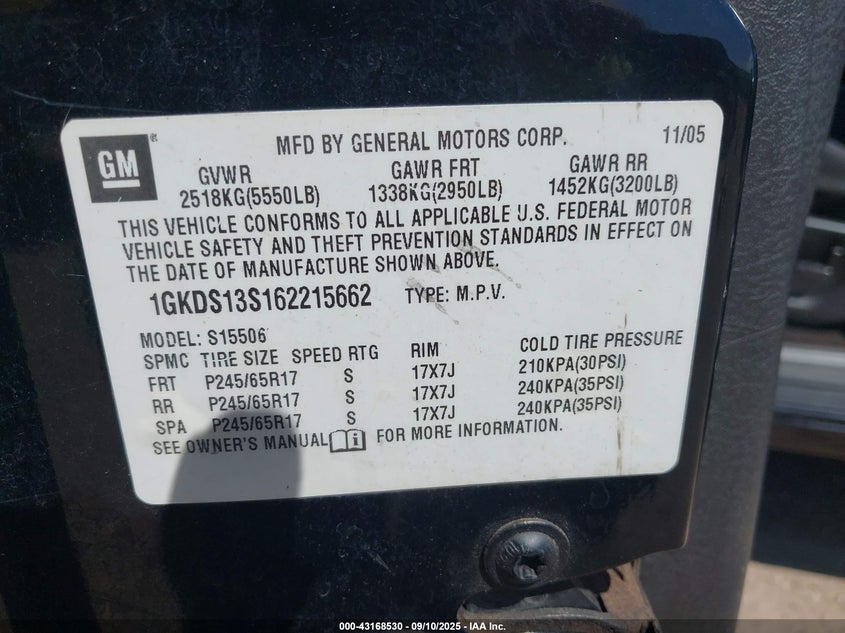 GM ®
MFD BY GENERAL MOTORS CORP. 11/05
GVWR GAWR FRT GAWR RR
2518KG(5550LB) 1338KG(2950LB) 1452KG(3200LB)
THIS VEHICLE CONFORMS TO ALL APPLICABLE U.S. FEDERAL MOTOR
VEHICLE SAFETY AND THEFT PREVENTION STANDARDS IN EFFECT ON
THE DATE OF MANUFACTURE SHOWN ABOVE.
1GKDS13S162215662 TYPE: M.P.V.
MODEL: S15506
SPMC TIRE SIZE SPEED RTG RIM COLD TIRE PRESSURE
FRT P245/65R17 S 17X7J 210KPA(30PSI)
RR P245/65R17 S 17X7J 240KPA(35PSI)
SPA P245/65R17 S 17X7J 240KPA(35PSI)
SEE OWNER'S MANUAL i FOR MORE INFORMATION.
000-43168530 - 09/10/2025 - IAA Inc.